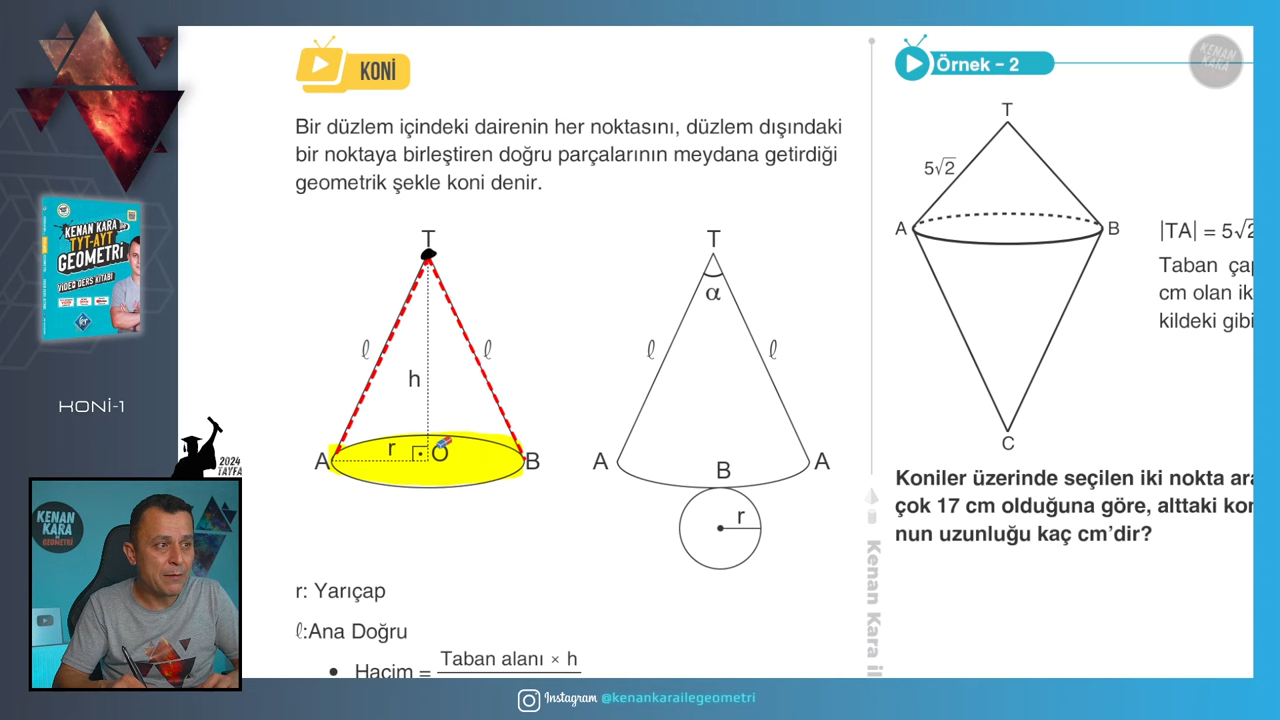 KONİ
Bir düzlem içindeki dairenin her noktasını, düzlem dışındaki
bir noktaya birleştiren doğru parçalarının meydana getirdiği
geometrik şekle koni denir.
T
ℓ
ℓ
h
r
A
O
B
T
α
ℓ
ℓ
A
B
A
r
r: Yarıçap
ℓ:Ana Doğru
• Hacim = Taban alanı × h
Örnek - 2
KENAN
KARA
T
5√2
A
B
C
|TA| = 5√2
Taban çap
cm olan ik
kildeki gibi
Koniler üzerinde seçilen iki nokta ara
çok 17 cm olduğuna göre, alttaki kon
nun uzunluğu kaç cm'dir?
Kenan Kara il
KENAN KARA
TYT-AYT
GEOMETRİ
VİDEO DERS KİTABI
KONİ-1
2024
TAYFA
KENAN
KARA
GEOMETRİ
Instagram @kenankarailegeometri